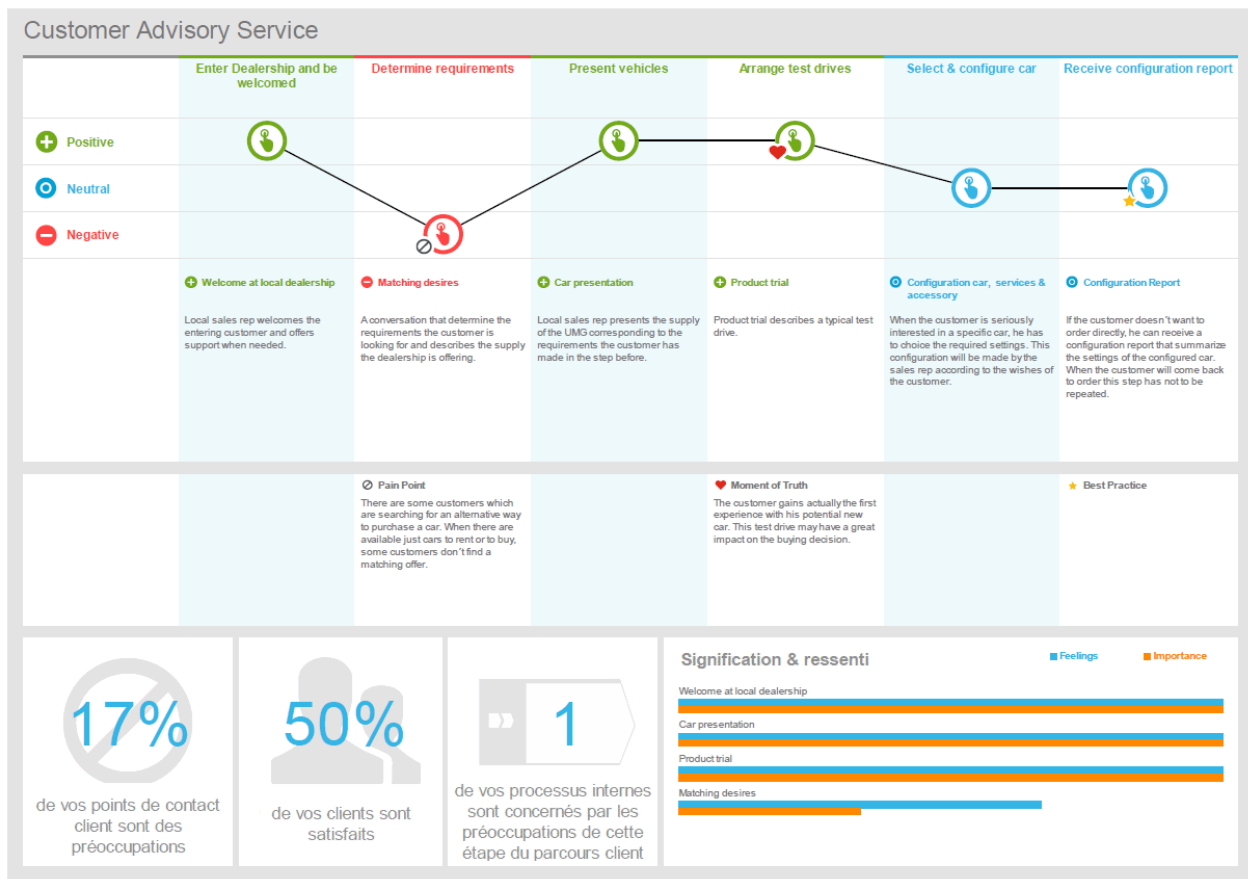 Customer Advisory Service
Enter Dealership and be
welcomed
Determine requirements
Present vehicles
Arrange test drives
Select & configure car
Receive configuration report
Positive
Neutral
Negative
Welcome at local dealership
Local sales rep welcomes the
entering customer and offers
support when needed.
Matching desires
A conversation that determine the
requirements the customer is
looking for and describes the supply
the dealership is offering.
Car presentation
Local sales rep presents the supply
of the UMG corresponding to the
requirements the customer has
made in the step before.
Product trial
Product trial describes a typical test
drive.
Configuration car, services &
accessory
When the customer is seriously
interested in a specific car, he has
to choice the required settings. This
configuration will be made by the
sales rep according to the wishes of
the customer.
Configuration Report
If the customer doesn't want to
order directly, he can receive a
configuration report that summarize
the settings of the configured car.
When the customer will come back
to order this step has not to be
repeated.
Pain Point
There are some customers which
are searching for an alternative way
to purchase a car. When there are
available just cars to rent or to buy,
some customers don't find a
matching offer.
Moment of Truth
The customer gains actually the first
experience with his potential new
car. This test drive may have a great
impact on the buying decision.
Best Practice
17%
de vos points de contact
client sont des
préoccupations
50%
de vos clients sont
satisfaits
1
de vos processus internes
sont concernés par les
préoccupations de cette
étape du parcours client
Signification & ressenti
Feelings
Importance
Welcome at local dealership
Car presentation
Product trial
Matching desires